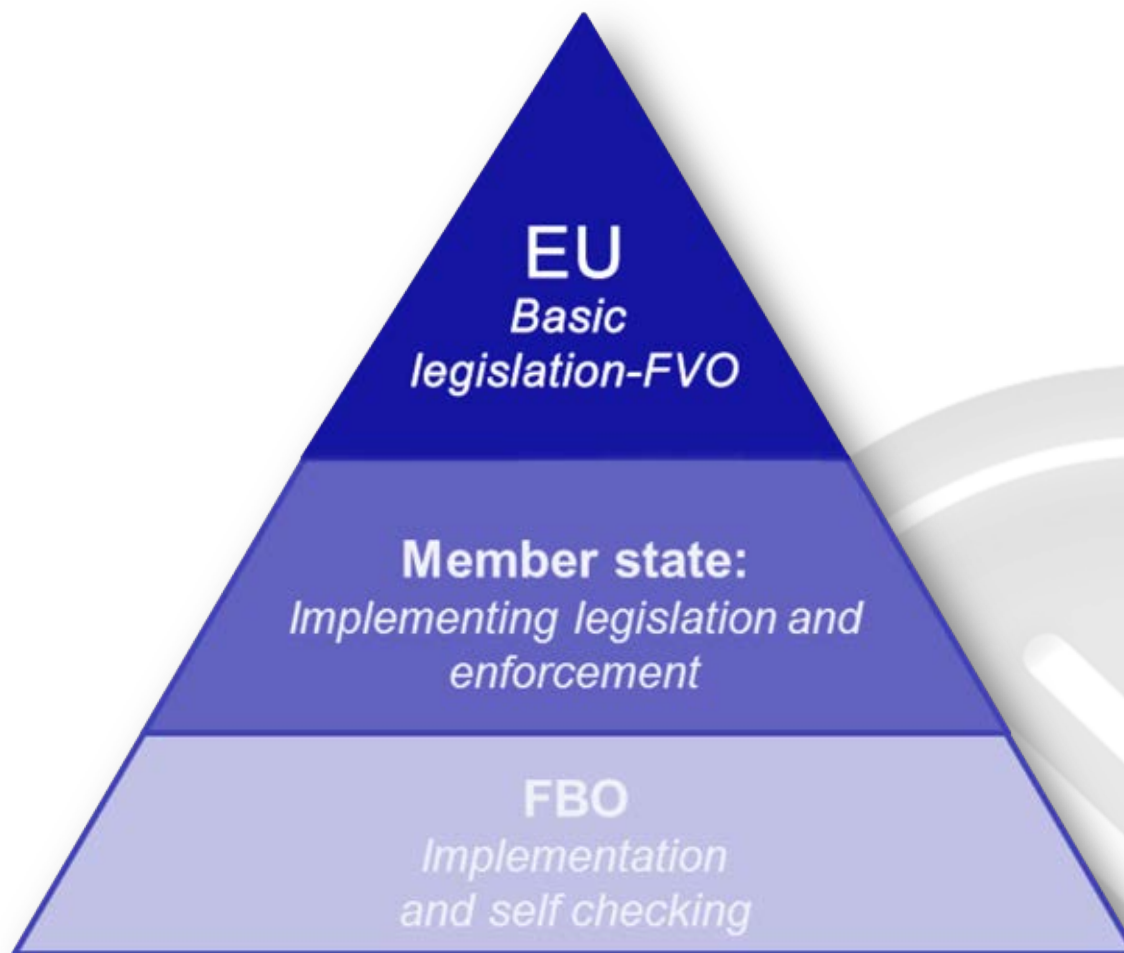 EU
Basic
legislation-FVO
Member state:
Implementing legislation and
enforcement
FBO
Implementation
and self checking